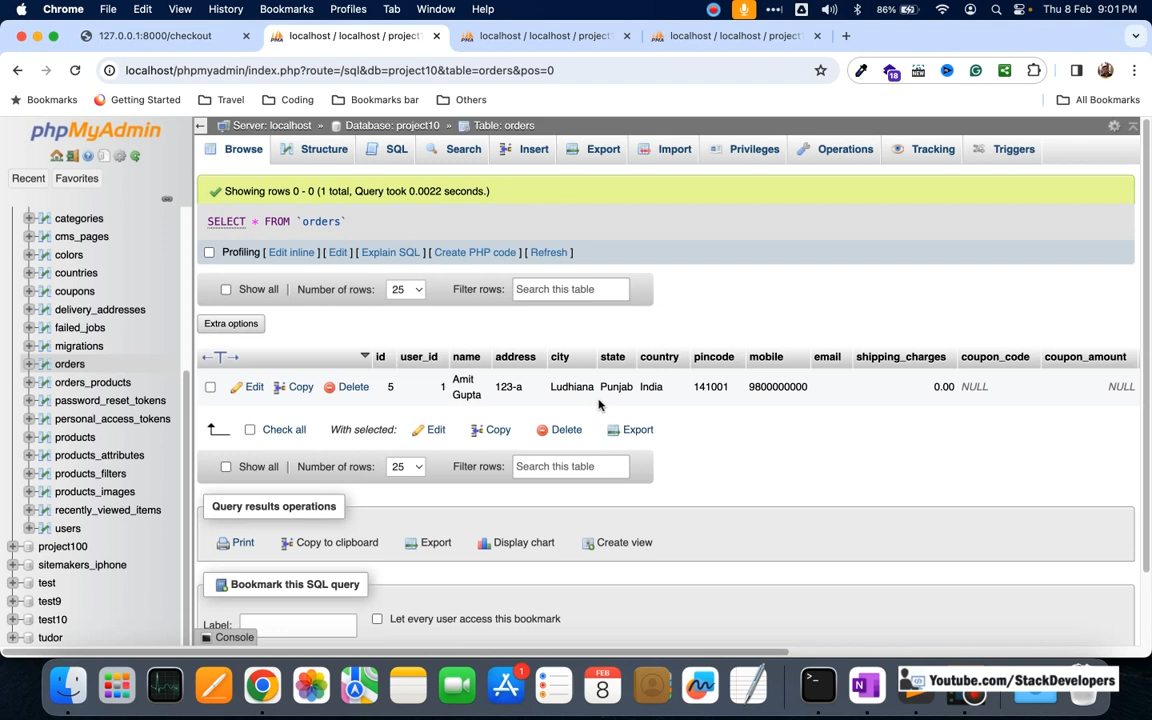 Chrome File Edit View History Bookmarks Profiles Tab Window Help 86% Thu 8 Feb 9:01 PM
127.0.0.1:8000/checkout localhost / localhost / project1 localhost / localhost / project1 localhost / localhost / project1
localhost/phpmyadmin/index.php?route=/sql&db=project10&table=orders&pos=0 18 NEW
Bookmarks Getting Started Travel Coding Bookmarks bar Others All Bookmarks
phpMyAdmin
Recent Favorites
categories
cms_pages
colors
countries
coupons
delivery_addresses
failed_jobs
migrations
orders
orders_products
password_reset_tokens
personal_access_tokens
products
products_attributes
products_filters
products_images
recently_viewed_items
users
project100
sitemakers_iphone
test
test9
test10
tudor
Server: localhost » Database: project10 » Table: orders
Browse Structure SQL Search Insert Export Import Privileges Operations Tracking Triggers
Showing rows 0 - 0 (1 total, Query took 0.0022 seconds.)
SELECT * FROM `orders`
Profiling [ Edit inline ] [ Edit ] [ Explain SQL ] [ Create PHP code ] [ Refresh ]
Show all | Number of rows: 25 Filter rows: Search this table
Extra options
←T→ id user_id name address city state country pincode mobile email shipping_charges coupon_code coupon_amount
Edit Copy Delete 5 1 Amit Gupta 123-a Ludhiana Punjab India 141001 9800000000 0.00 NULL NULL
Check all With selected: Edit Copy Delete Export
Show all | Number of rows: 25 Filter rows: Search this table
Query results operations
Print Copy to clipboard Export Display chart Create view
Bookmark this SQL query
Label: Let every user access this bookmark
Console
1 FEB 8
Youtube.com/StackDevelopers